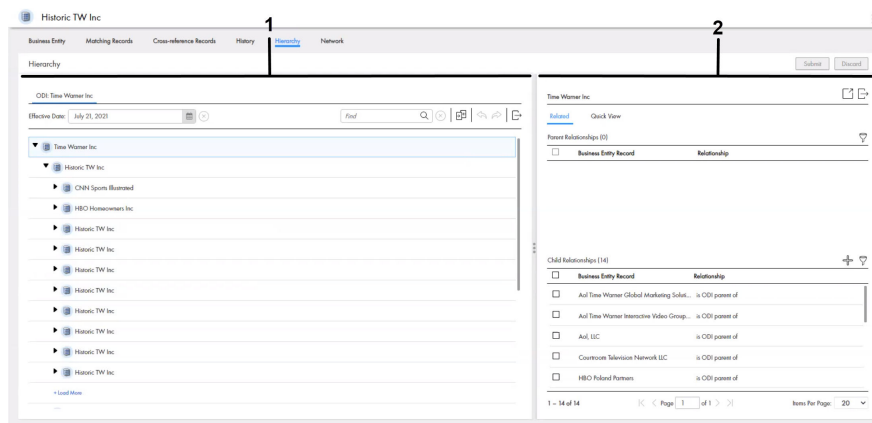 Historic TW Inc
1
2
Business Entity Matching Records Cross-reference Records History Hierarchy Network
Hierarchy Submit Discard
ODI: Time Warner Inc
Effective Date: July 21, 2021 Find
Time Warner Inc
Historic TW Inc
CNN Sports Illustrated
HBO Homeowners Inc
Historic TW Inc
Historic TW Inc
Historic TW Inc
Historic TW Inc
Historic TW Inc
Historic TW Inc
Historic TW Inc
Historic TW Inc
+ Load More
Time Warner Inc
Related Quick View
Parent Relationships (0)
Business Entity Record Relationship
Child Relationships (14)
Business Entity Record Relationship
Aol Time Warner Global Marketing Soluti... is ODI parent of
Aol Time Warner Interactive Video Group... is ODI parent of
Aol, LLC is ODI parent of
Courtroom Television Network LLC is ODI parent of
HBO Poland Partners is ODI parent of
1 – 14 of 14 Page 1 of 1 Items Per Page: 20